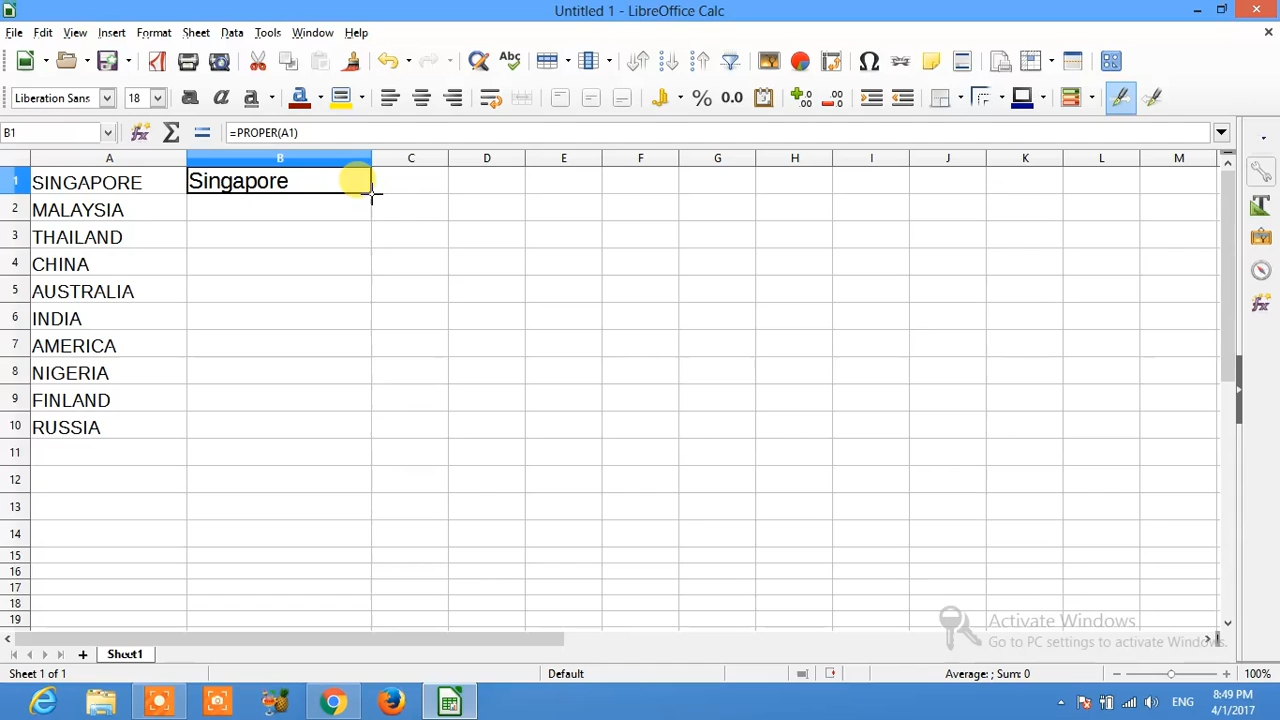 Untitled 1 - LibreOffice Calc
File Edit View Insert Format Sheet Data Tools Window Help
Liberation Sans 18
B1 =PROPER(A1)
A B C D E F G H I J K L M
1 SINGAPORE Singapore
2 MALAYSIA
3 THAILAND
4 CHINA
5 AUSTRALIA
6 INDIA
7 AMERICA
8 NIGERIA
9 FINLAND
10 RUSSIA
11
12
13
14
15
16
17
18
19
Activate Windows
Go to PC settings to activate Windows.
Sheet1
Sheet 1 of 1 Default Average: ; Sum: 0 100%
ENG 8:49 PM
4/1/2017